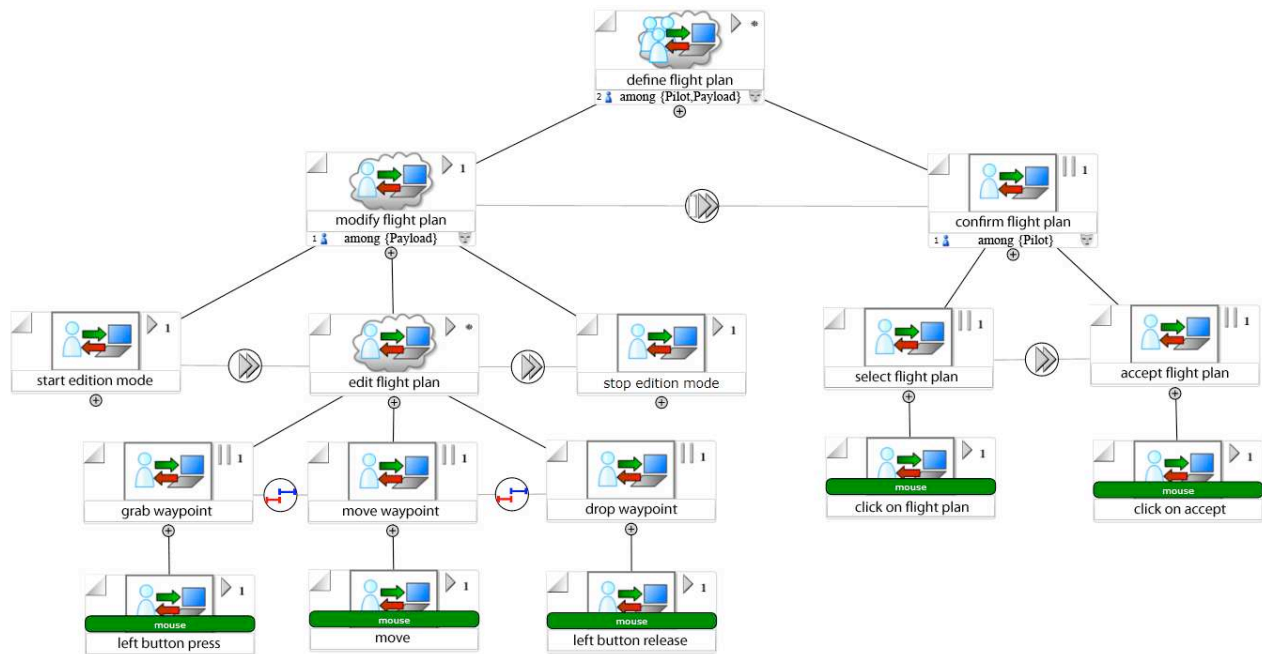 *
define flight plan
2 among {Pilot,Payload}
1
modify flight plan
1 among {Payload}
1
confirm flight plan
1 among {Pilot}
1
start edition mode
*
edit flight plan
1
stop edition mode
1
select flight plan
1
accept flight plan
1
grab waypoint
1
move waypoint
1
drop waypoint
1
mouse
click on flight plan
1
mouse
click on accept
1
mouse
left button press
1
mouse
move
1
mouse
left button release